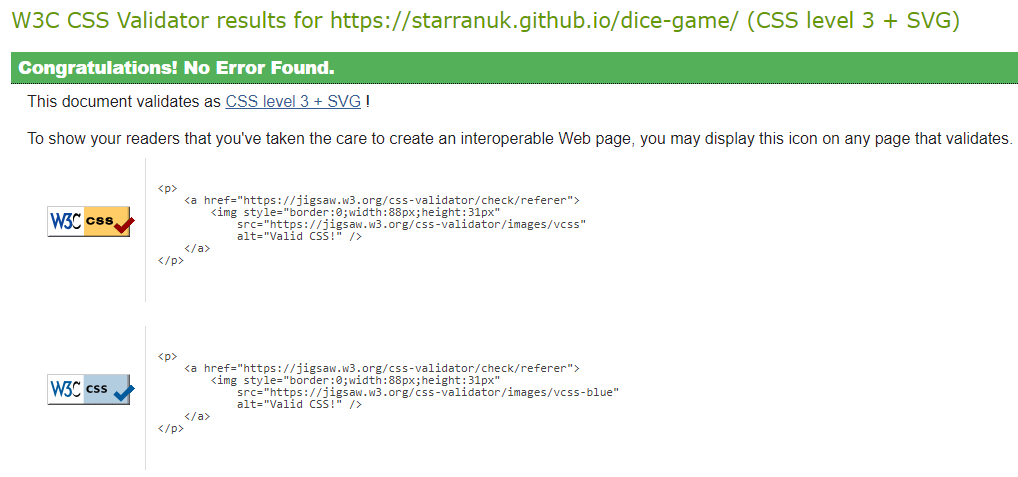 W3C CSS Validator results for https://starranuk.github.io/dice-game/ (CSS level 3 + SVG)
Congratulations! No Error Found.
This document validates as CSS level 3 + SVG !
To show your readers that you've taken the care to create an interoperable Web page, you may display this icon on any page that validates.
W3C css
<p>
    <a href="https://jigsaw.w3.org/css-validator/check/referer">
        <img style="border:0;width:88px;height:31px"
            src="https://jigsaw.w3.org/css-validator/images/vcss"
            alt="Valid CSS!" />
    </a>
</p>
W3C css
<p>
    <a href="https://jigsaw.w3.org/css-validator/check/referer">
        <img style="border:0;width:88px;height:31px"
            src="https://jigsaw.w3.org/css-validator/images/vcss-blue"
            alt="Valid CSS!" />
    </a>
</p>